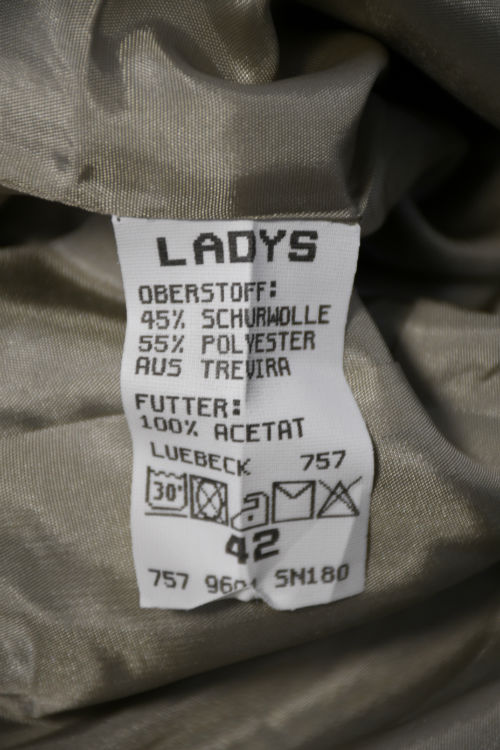 LADYS
OBERSTOFF:
45% SCHURWOLLE
55% POLYESTER
AUS TREVIRA
FUTTER:
100% ACETAT
LUEBECK 757
30°
42
757 SN180